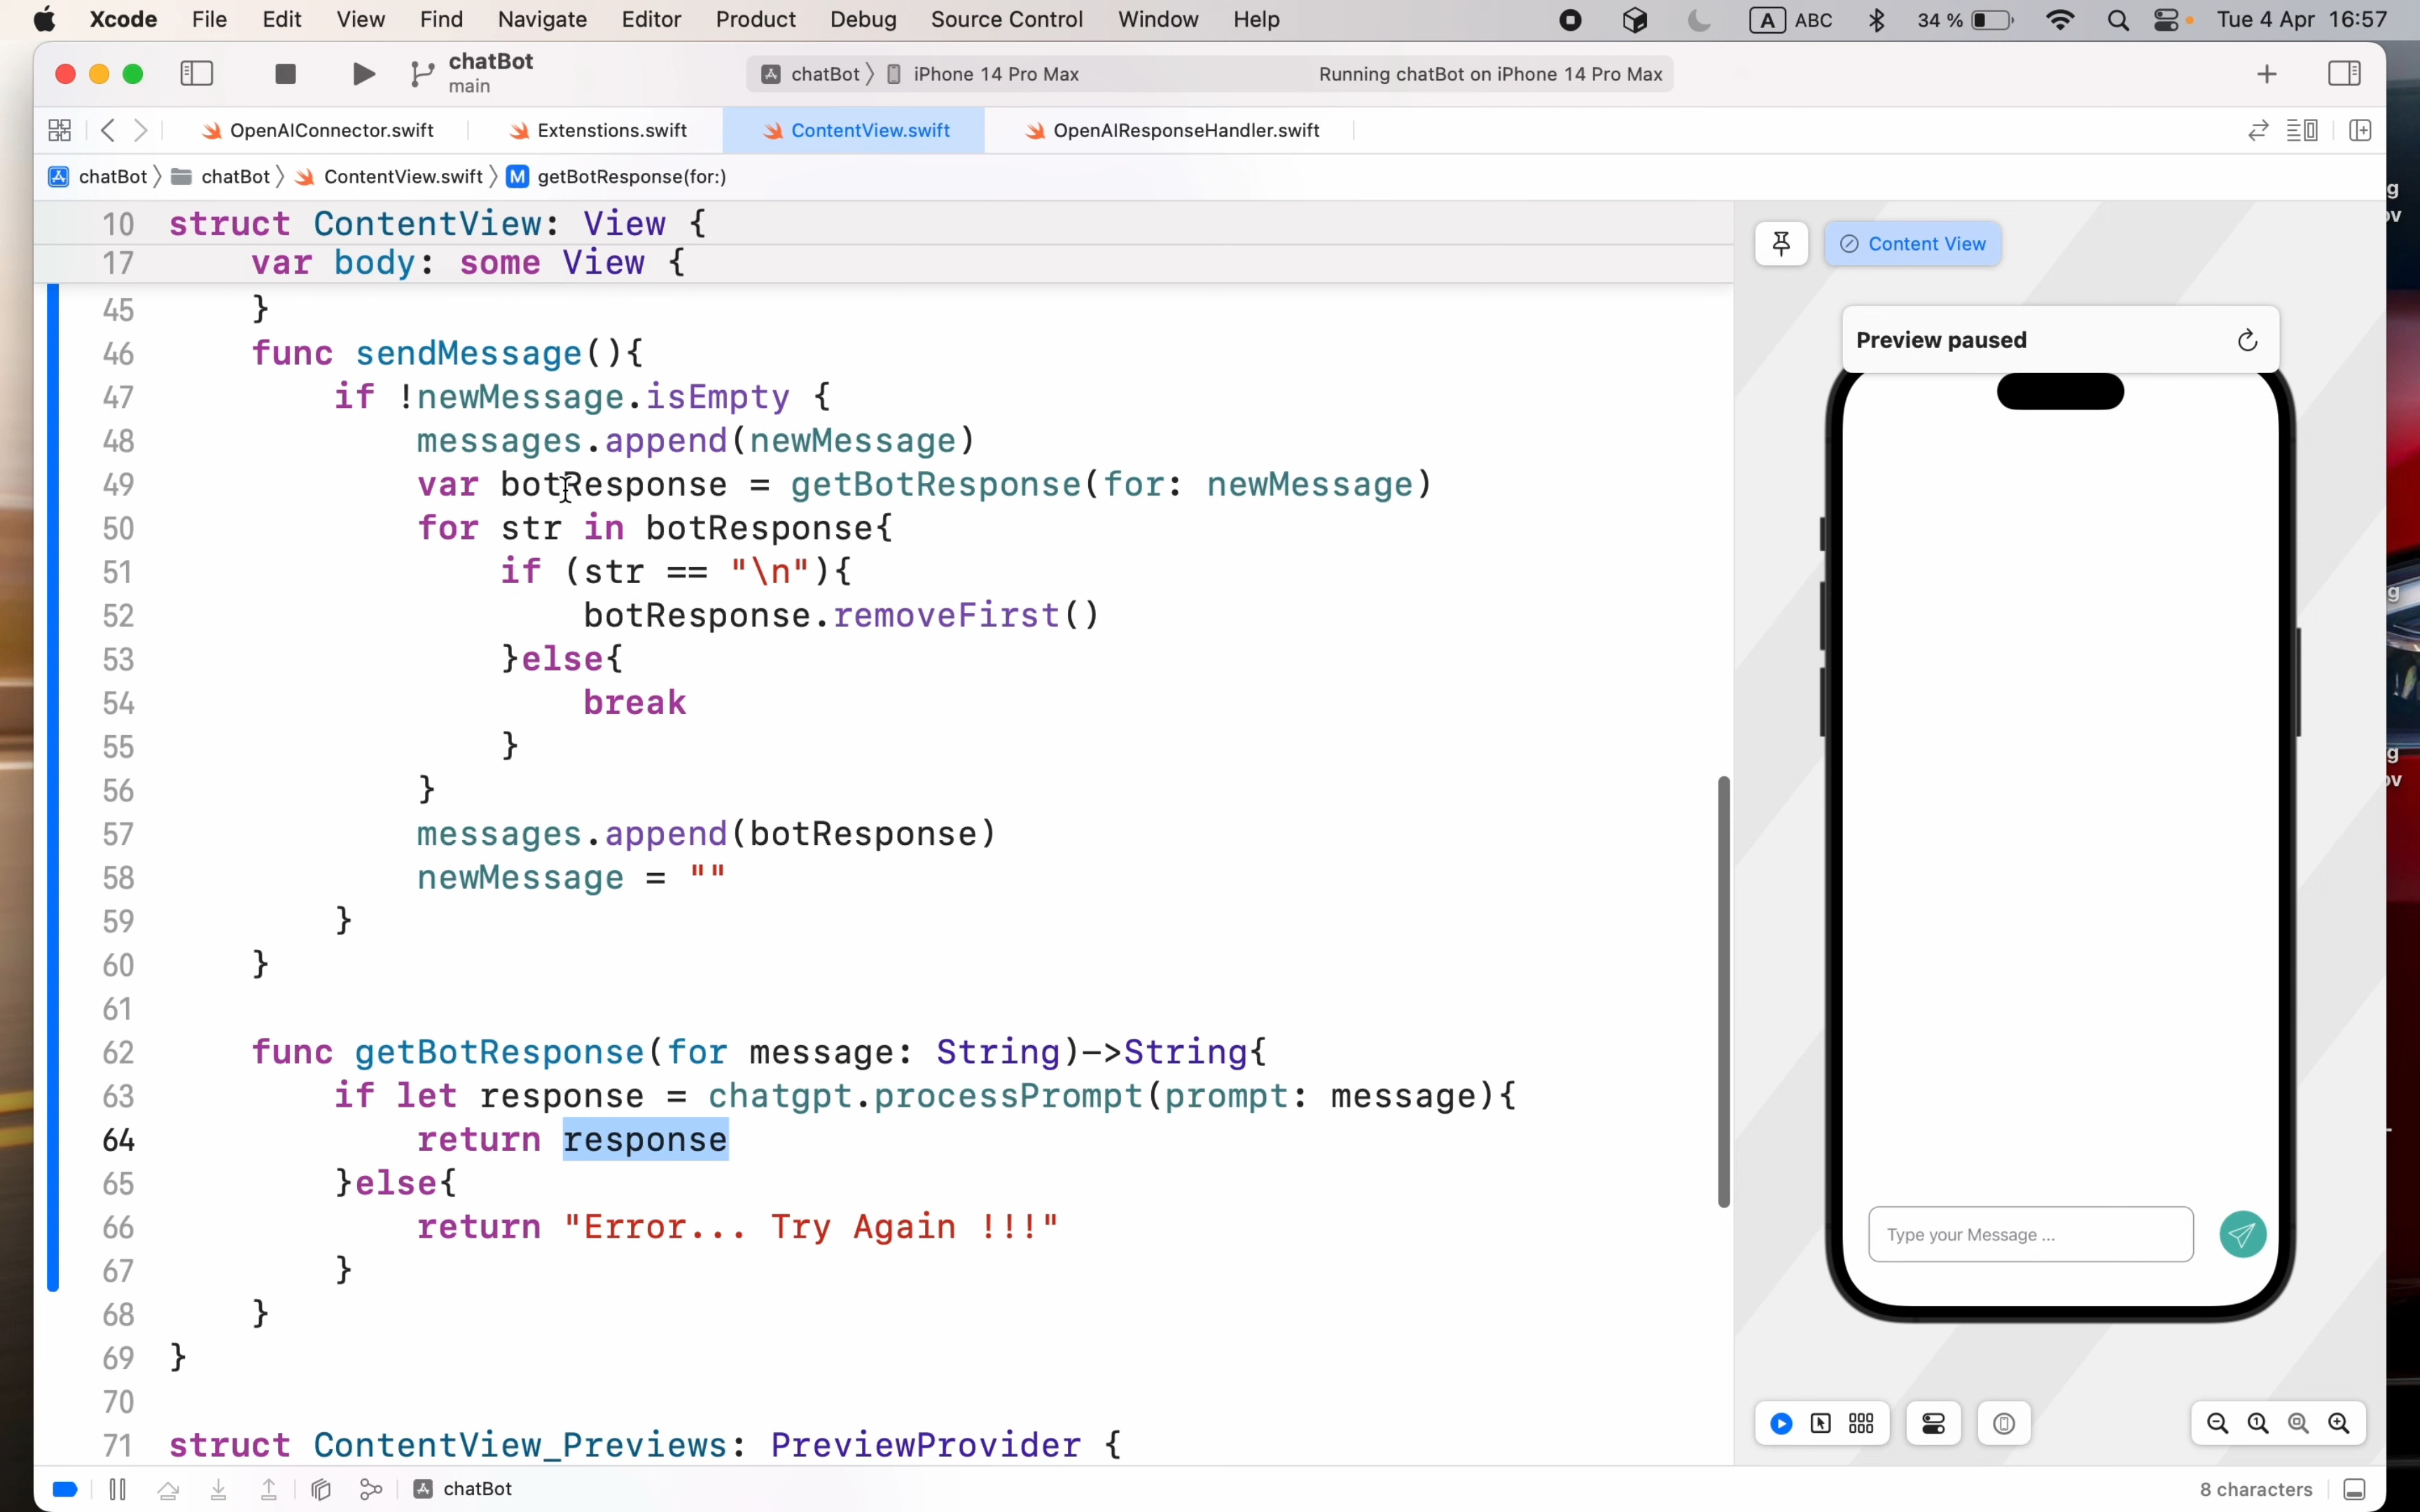 Xcode File Edit View Find Navigate Editor Product Debug Source Control Window Help A ABC 34 % Tue 4 Apr 16:57
chatBot
main
chatBot 〉 iPhone 14 Pro Max Running chatBot on iPhone 14 Pro Max
OpenAIConnector.swift Extenstions.swift ContentView.swift OpenAIResponseHandler.swift
chatBot 〉 chatBot 〉 ContentView.swift 〉 M getBotResponse(for:)
10 struct ContentView: View {
17 var body: some View {
45 }
46 func sendMessage(){
47 if !newMessage.isEmpty {
48 messages.append(newMessage)
49 var botResponse = getBotResponse(for: newMessage)
50 for str in botResponse{
51 if (str == "\n"){
52 botResponse.removeFirst()
53 }else{
54 break
55 }
56 }
57 messages.append(botResponse)
58 newMessage = ""
59 }
60 }
61
62 func getBotResponse(for message: String)->String{
63 if let response = chatgpt.processPrompt(prompt: message){
64 return response
65 }else{
66 return "Error... Try Again !!!"
67 }
68 }
69 }
70
71 struct ContentView_Previews: PreviewProvider {
Content View
Preview paused
Type your Message ...
chatBot
8 characters